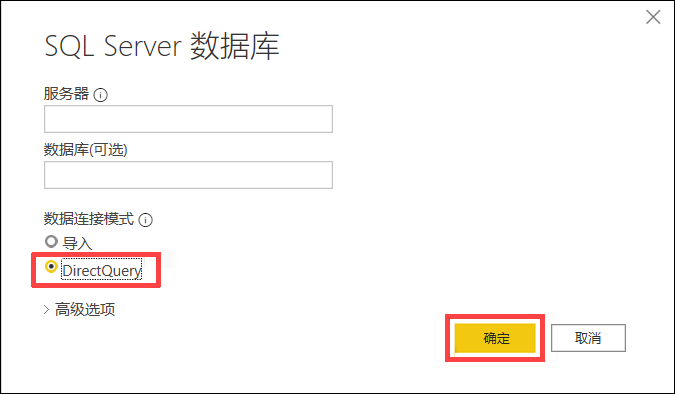 SQL Server 数据库
服务器
数据库(可选)
数据连接模式
导入
DirectQuery
高级选项
确定 取消